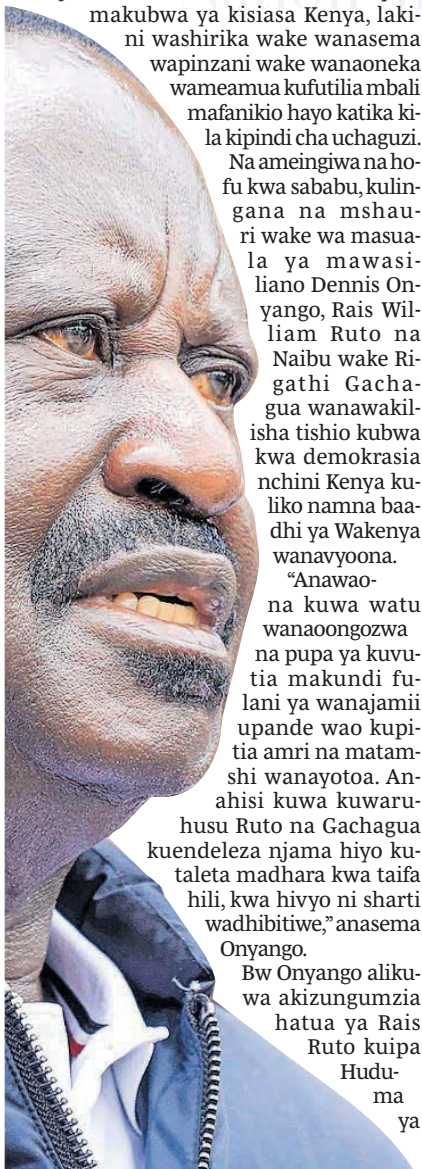 makubwa ya kisiasa Kenya, laki-
ni washirika wake wanasema
wapinzani wake wanaoneka
wameamua kufutilia mbali
mafanikio hayo katika ki-
la kipindi cha uchaguzi.
Na ameingiwa na ho-
fu kwa sababu, kulin-
gana na mshau-
ri wake wa masua-
la ya mawasi-
liano Dennis On-
yango, Rais Wil-
liam Ruto na
Naibu wake Ri-
gathi Gacha-
gua wanawakil-
isha tishio kubwa
kwa demokrasia
nchini Kenya ku-
liko namna baa-
dhi ya Wakenya
wanavyoona.
“Anawao-
na kuwa watu
wanaoongozwa
na pupa ya kuvu-
tia makundi fu-
lani ya wanajamii
upande wao kupi-
tia amri na matam-
shi wanayotoa. An-
ahisi kuwa kuwaru-
husu Ruto na Gachagua
kuendeleza njama hiyo ku-
taleta madhara kwa taifa
hili, kwa hivyo ni sharti
wadhibitiwe,” anasema
Onyango.
Bw Onyango aliku-
wa akizungumzia
hatua ya Rais
Ruto kuipa
Hudu-
ma
ya